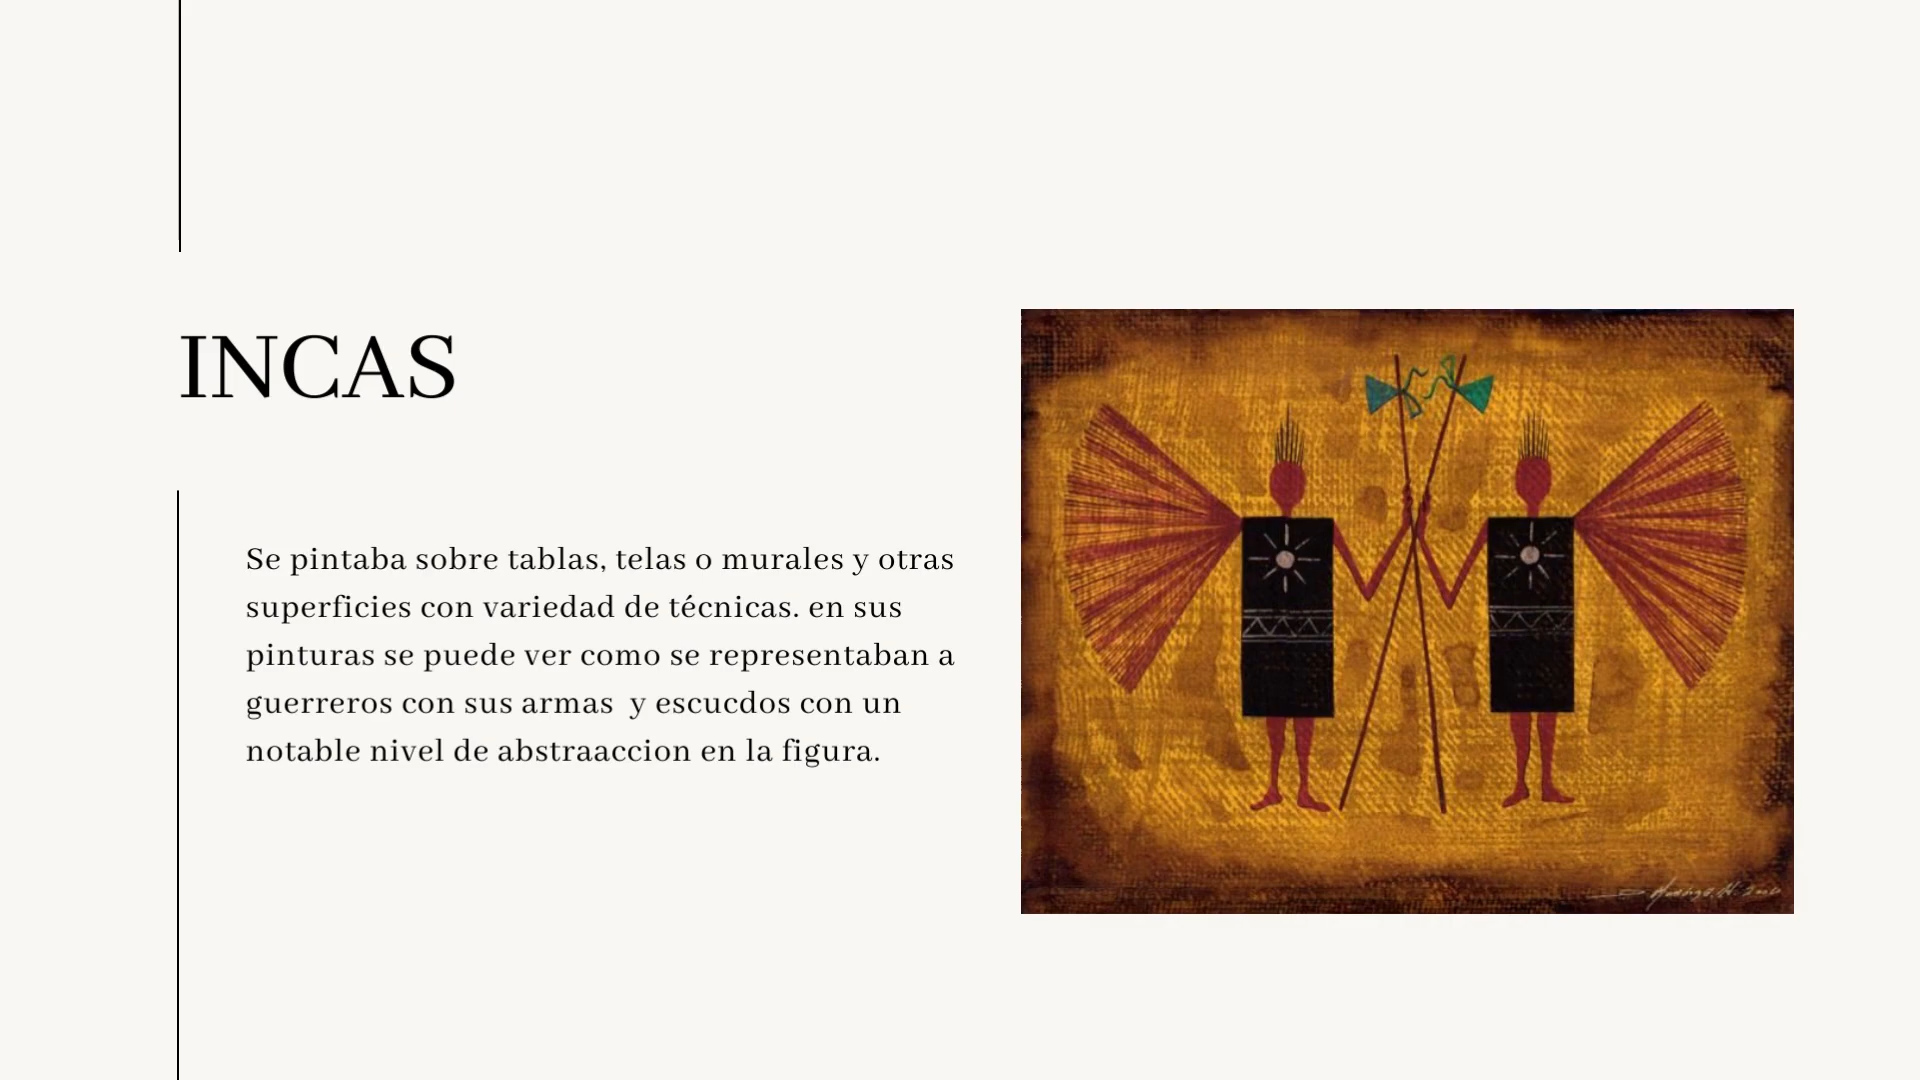 INCAS
Se pintaba sobre tablas, telas o murales y otras
superficies con variedad de técnicas. en sus
pinturas se puede ver como se representaban a
guerreros con sus armas  y escucdos con un
notable nivel de abstraaccion en la figura.